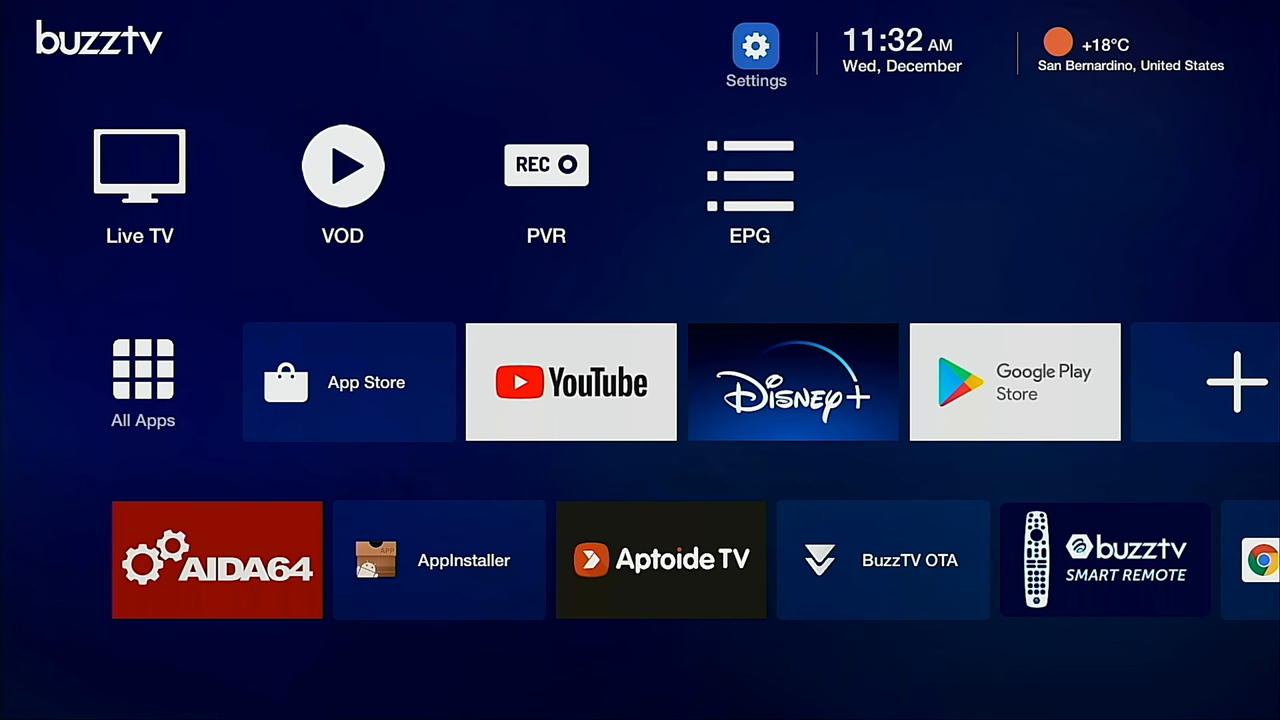 buzztv
Settings
11:32 AM
Wed, December
+18°C
San Bernardino, United States
REC
Live TV
VOD
PVR
EPG
All Apps
App Store
YouTube
Disney+
Google Play
Store
AIDA64
APP
AppInstaller
Aptoide TV
BuzzTV OTA
buzztv
SMART REMOTE